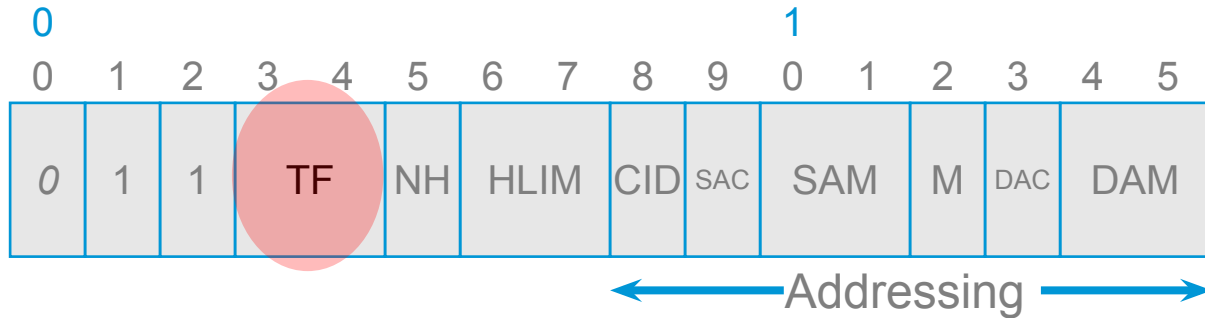 0 1
0 1 2 3 4 5 6 7 8 9 0 1 2 3 4 5
0 1 1 TF NH HLIM CID SAC SAM M DAC DAM
Addressing